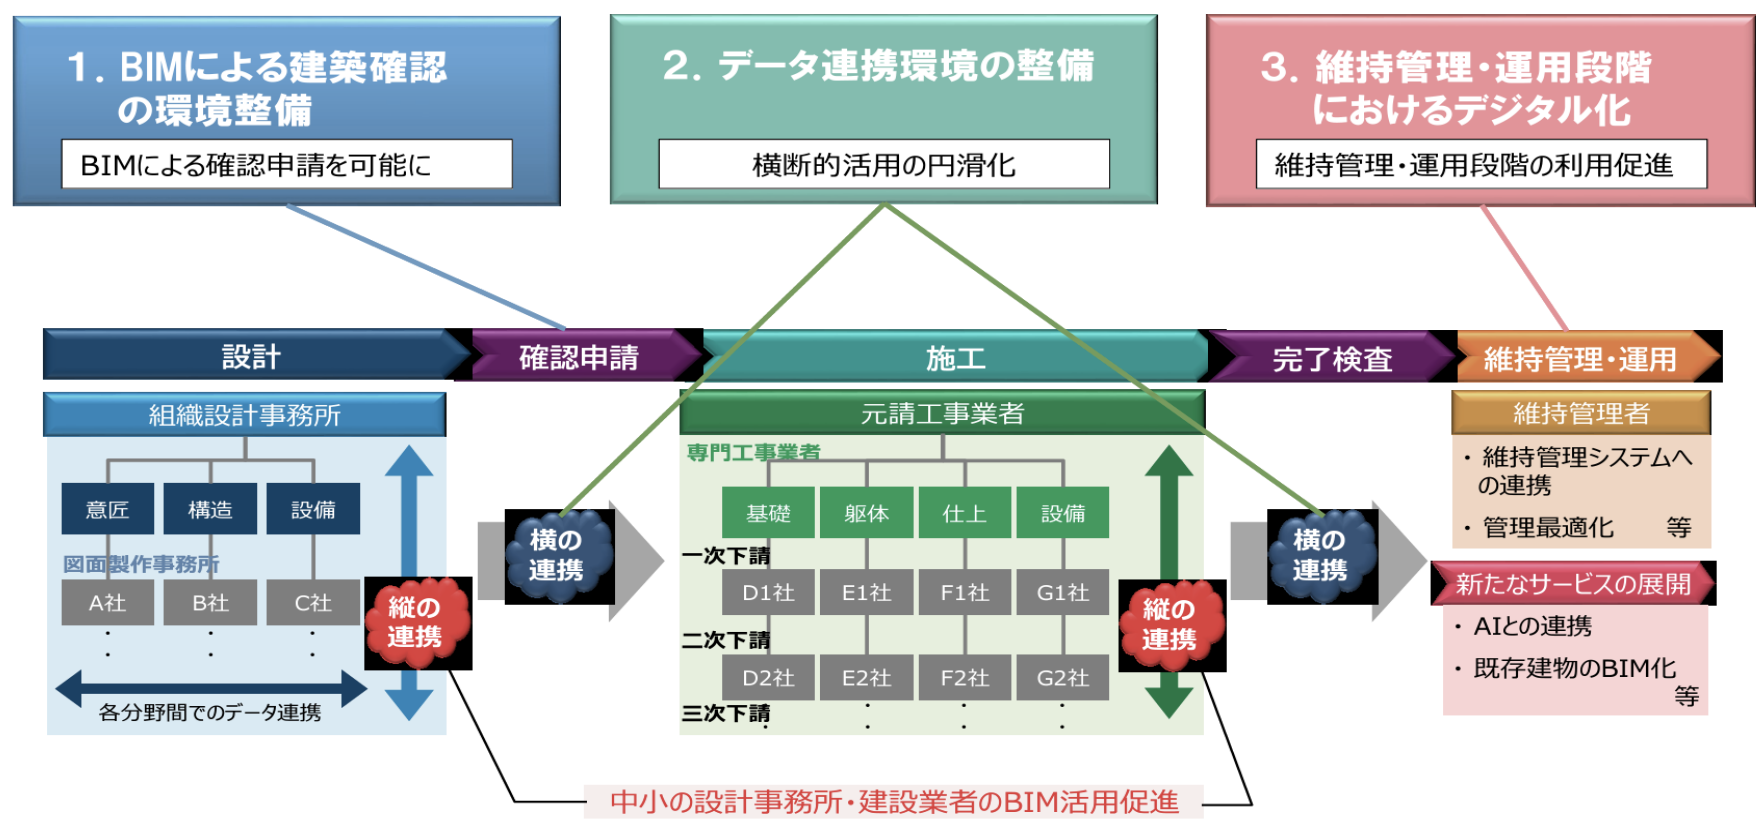 1. BIMによる建築確認
の環境整備
BIMによる確認申請を可能に
2. データ連携環境の整備
横断的活用の円滑化
3. 維持管理・運用段階
におけるデジタル化
維持管理・運用段階の利用促進
設計
確認申請
施工
完了検査
維持管理・運用
組織設計事務所
意匠
構造
設備
図面製作事務所
A社
B社
C社
・
・
・
・
・
・
各分野間でのデータ連携
縦の
連携
横の
連携
元請工事業者
専門工事業者
基礎
躯体
仕上
設備
一次下請
D1社
E1社
F1社
G1社
二次下請
D2社
E2社
F2社
G2社
三次下請
・
・
・
・
・
・
・
縦の
連携
横の
連携
維持管理者
・維持管理システムへ
の連携
・管理最適化 等
新たなサービスの展開
・AIとの連携
・既存建物のBIM化
等
中小の設計事務所・建設業者のBIM活用促進